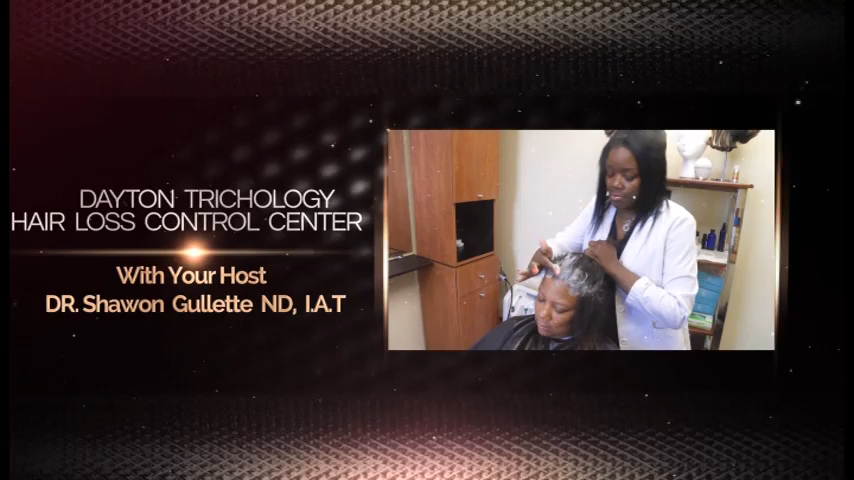 DAYTON TRICHOLOGY
HAIR LOSS CONTROL CENTER
With Your Host
DR. Shawon Gullette ND, I.A.T